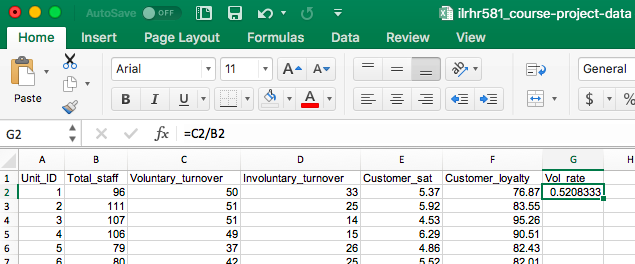 AutoSave OFF ilrhr581_course-project-data
Home Insert Page Layout Formulas Data Review View
Paste Arial 11 A A General
B I U A $ %
G2 fx =C2/B2
A B C D E F G H
1 Unit_ID Total_staff Voluntary_turnover Involuntary_turnover Customer_sat Customer_loyalty Vol_rate
2 1 96 50 33 5.37 76.87 0.5208333
3 2 111 51 25 5.92 83.55
4 3 107 51 14 4.53 95.26
5 4 106 49 15 6.29 90.51
6 5 79 37 26 4.86 82.43
7 6 80 42 25 5.52 82.01